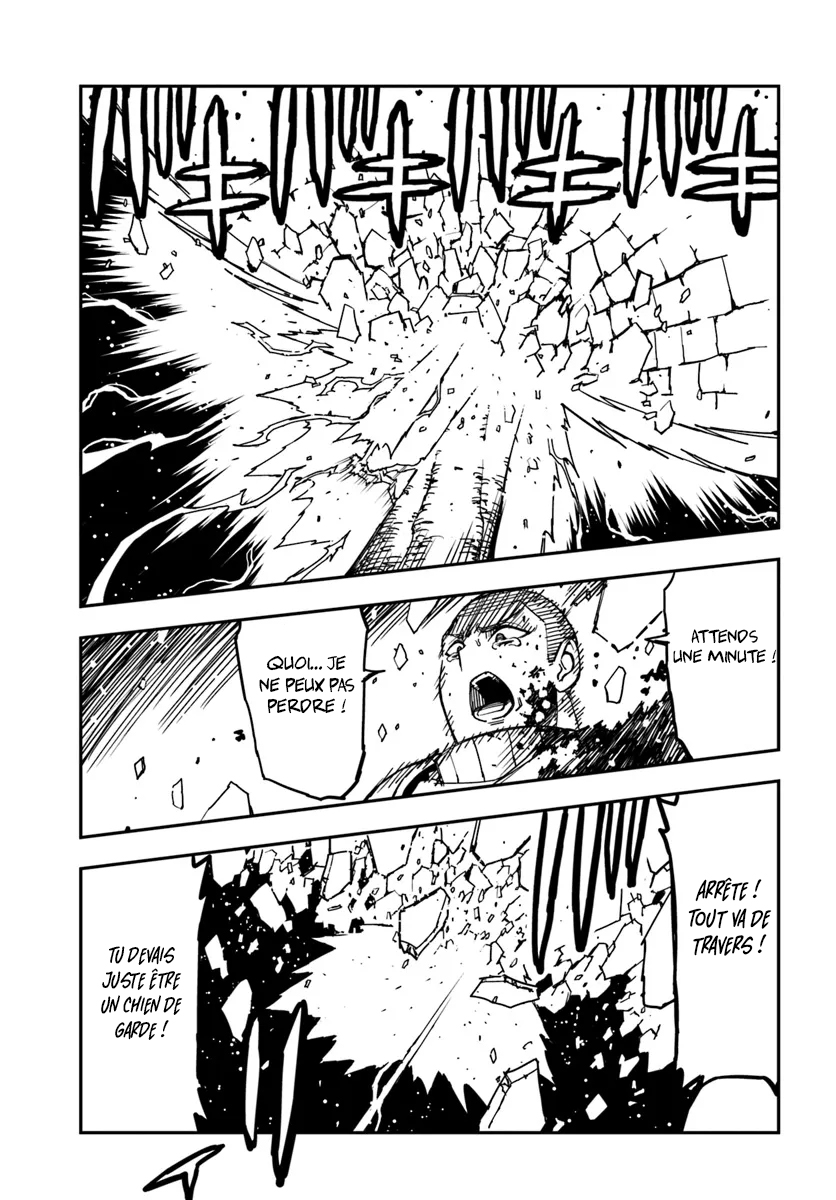 ATTENDS
UNE MINUTE !
QUOI... JE
NE PEUX PAS
PERDRE !
ARRÊTE !
TOUT VA DE
TRAVERS !
TU DEVAIS
JUSTE ÊTRE
UN CHIEN DE
GARDE !